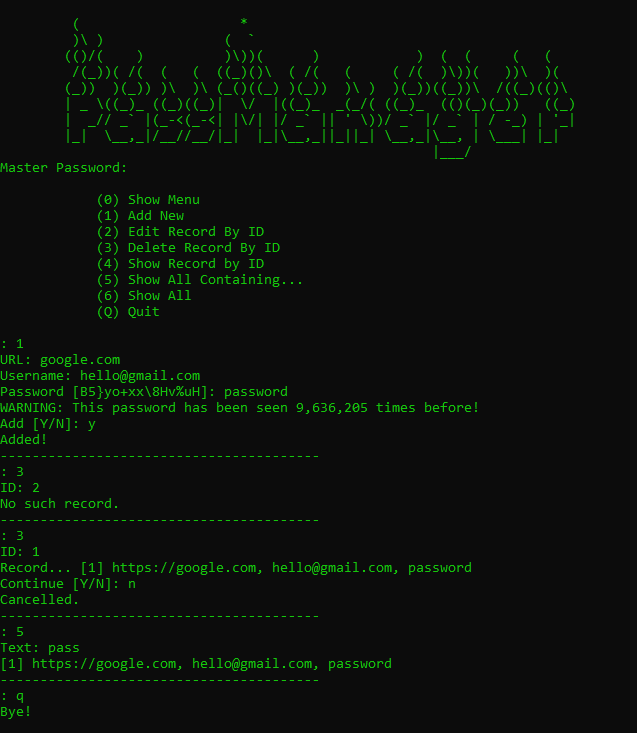 PassManager
Master Password:
(0) Show Menu
(1) Add New
(2) Edit Record By ID
(3) Delete Record By ID
(4) Show Record by ID
(5) Show All Containing...
(6) Show All
(Q) Quit
: 1
URL: google.com
Username: hello@gmail.com
Password [B5}yo+xx\8Hv%uH]: password
WARNING: This password has been seen 9,636,205 times before!
Add [Y/N]: y
Added!
----------------------------------------
: 3
ID: 2
No such record.
----------------------------------------
: 3
ID: 1
Record... [1] https://google.com, hello@gmail.com, password
Continue [Y/N]: n
Cancelled.
----------------------------------------
: 5
Text: pass
[1] https://google.com, hello@gmail.com, password
----------------------------------------
: q
Bye!